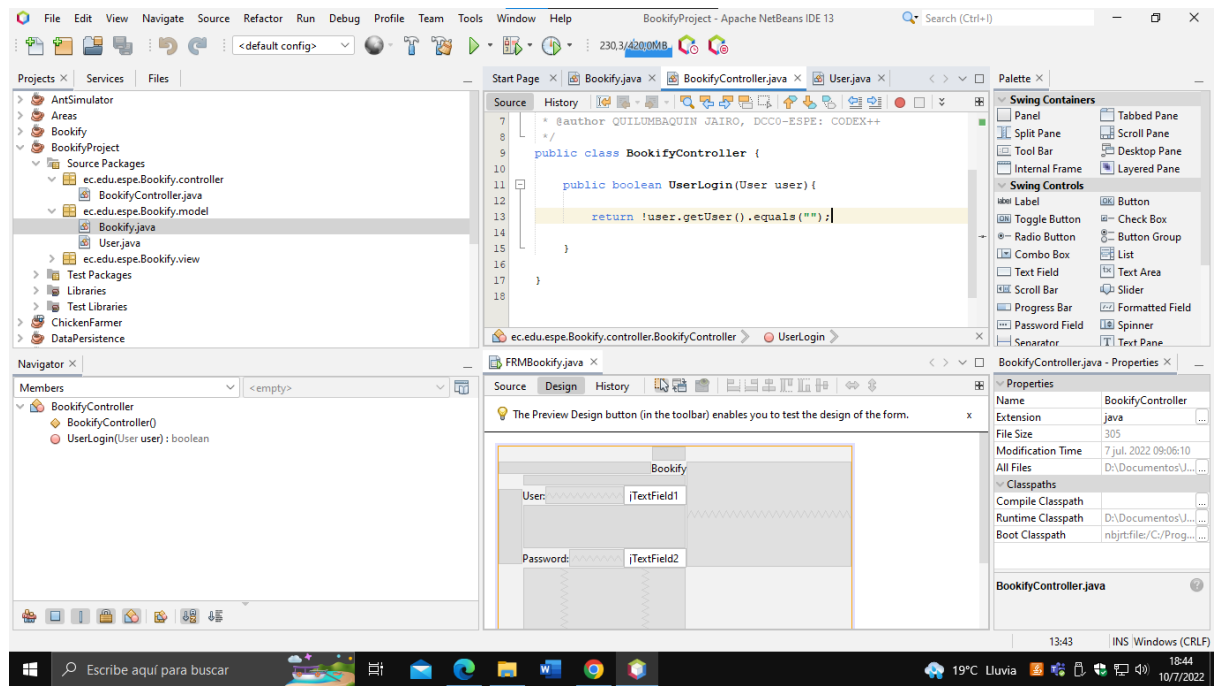 File Edit View Navigate Source Refactor Run Debug Profile Team Tools Window Help BookifyProject - Apache NetBeans IDE 13 Search (Ctrl+I)
<default config> 230,3/420,0MB
Projects Services Files
AntSimulator
Areas
Bookify
BookifyProject
Source Packages
ec.edu.espe.Bookify.controller
BookifyController.java
ec.edu.espe.Bookify.model
Bookify.java
User.java
ec.edu.espe.Bookify.view
Test Packages
Libraries
Test Libraries
ChickenFarmer
DataPersistence
Start Page Bookify.java BookifyController.java User.java
Source History
7 * @author QUILUMBAQUIN JAIRO, DCC0-ESPE: CODEX++
8 */
9 public class BookifyController {
10
11 public boolean UserLogin(User user){
12
13 return !user.getUser().equals("");
14
15 }
16
17 }
18
ec.edu.espe.Bookify.controller.BookifyController UserLogin
Palette
Swing Containers
Panel Tabbed Pane
Split Pane Scroll Pane
Tool Bar Desktop Pane
Internal Frame Layered Pane
Swing Controls
label Label OK Button
ON Toggle Button Check Box
Radio Button Button Group
Combo Box List
Text Field Text Area
Scroll Bar Slider
Progress Bar Formatted Field
Password Field Spinner
Separator Text Pane
Navigator
Members <empty>
BookifyController
BookifyController()
UserLogin(User user) : boolean
FRMBookify.java
Source Design History
The Preview Design button (in the toolbar) enables you to test the design of the form. x
Bookify
User: jTextField1
Password: jTextField2
BookifyController.java - Properties
Properties
Name BookifyController
Extension java
File Size 305
Modification Time 7 jul. 2022 09:06:10
All Files D:\Documentos\J...
Classpaths
Compile Classpath
Runtime Classpath D:\Documentos\J...
Boot Classpath nbjrt:file:/C:/Prog...
BookifyController.java
13:43 INS Windows (CRLF)
Escribe aquí para buscar
19°C Lluvia 18:44
10/7/2022